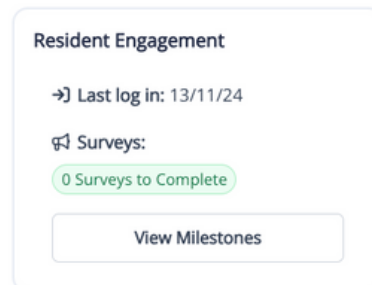 Resident Engagement
Last log in: 13/11/24
Surveys:
0 Surveys to Complete
View Milestones